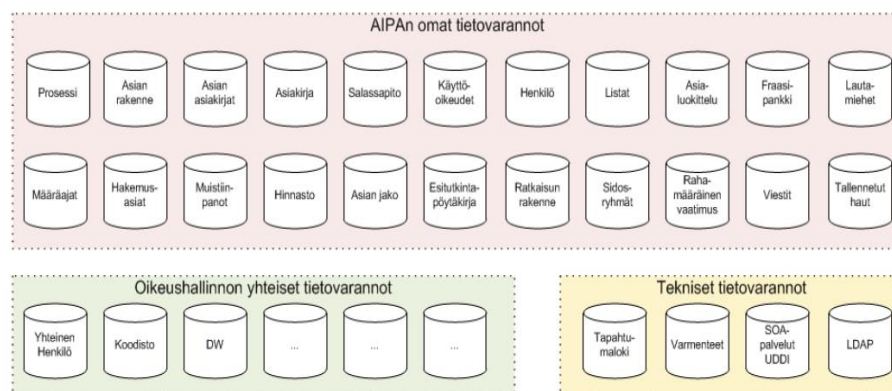 AIPAn omat tietovarannot
Prosessi
Asian
rakenne
Asian
asiakirjat
Asiakirja
Salassapito
Käyttö-
oikeudet
Henkilö
Listat
Asia-
luokittelu
Fraasi-
pankki
Lauta-
miehet
Määräajat
Hakemus-
asiat
Muistiin-
panot
Hinnasto
Asian jako
Esitutkinta-
pöytäkirja
Ratkaisun
rakenne
Sidos-
ryhmät
Raha-
määräinen
vaatimus
Viestit
Tallennetut
haut
Oikeushallinnon yhteiset tietovarannot
Yhteinen
Henkilö
Koodisto
DW
...
...
...
Tekniset tietovarannot
Tapahtu-
maloki
Varmenteet
SOA-
palvelut
UDDI
LDAP